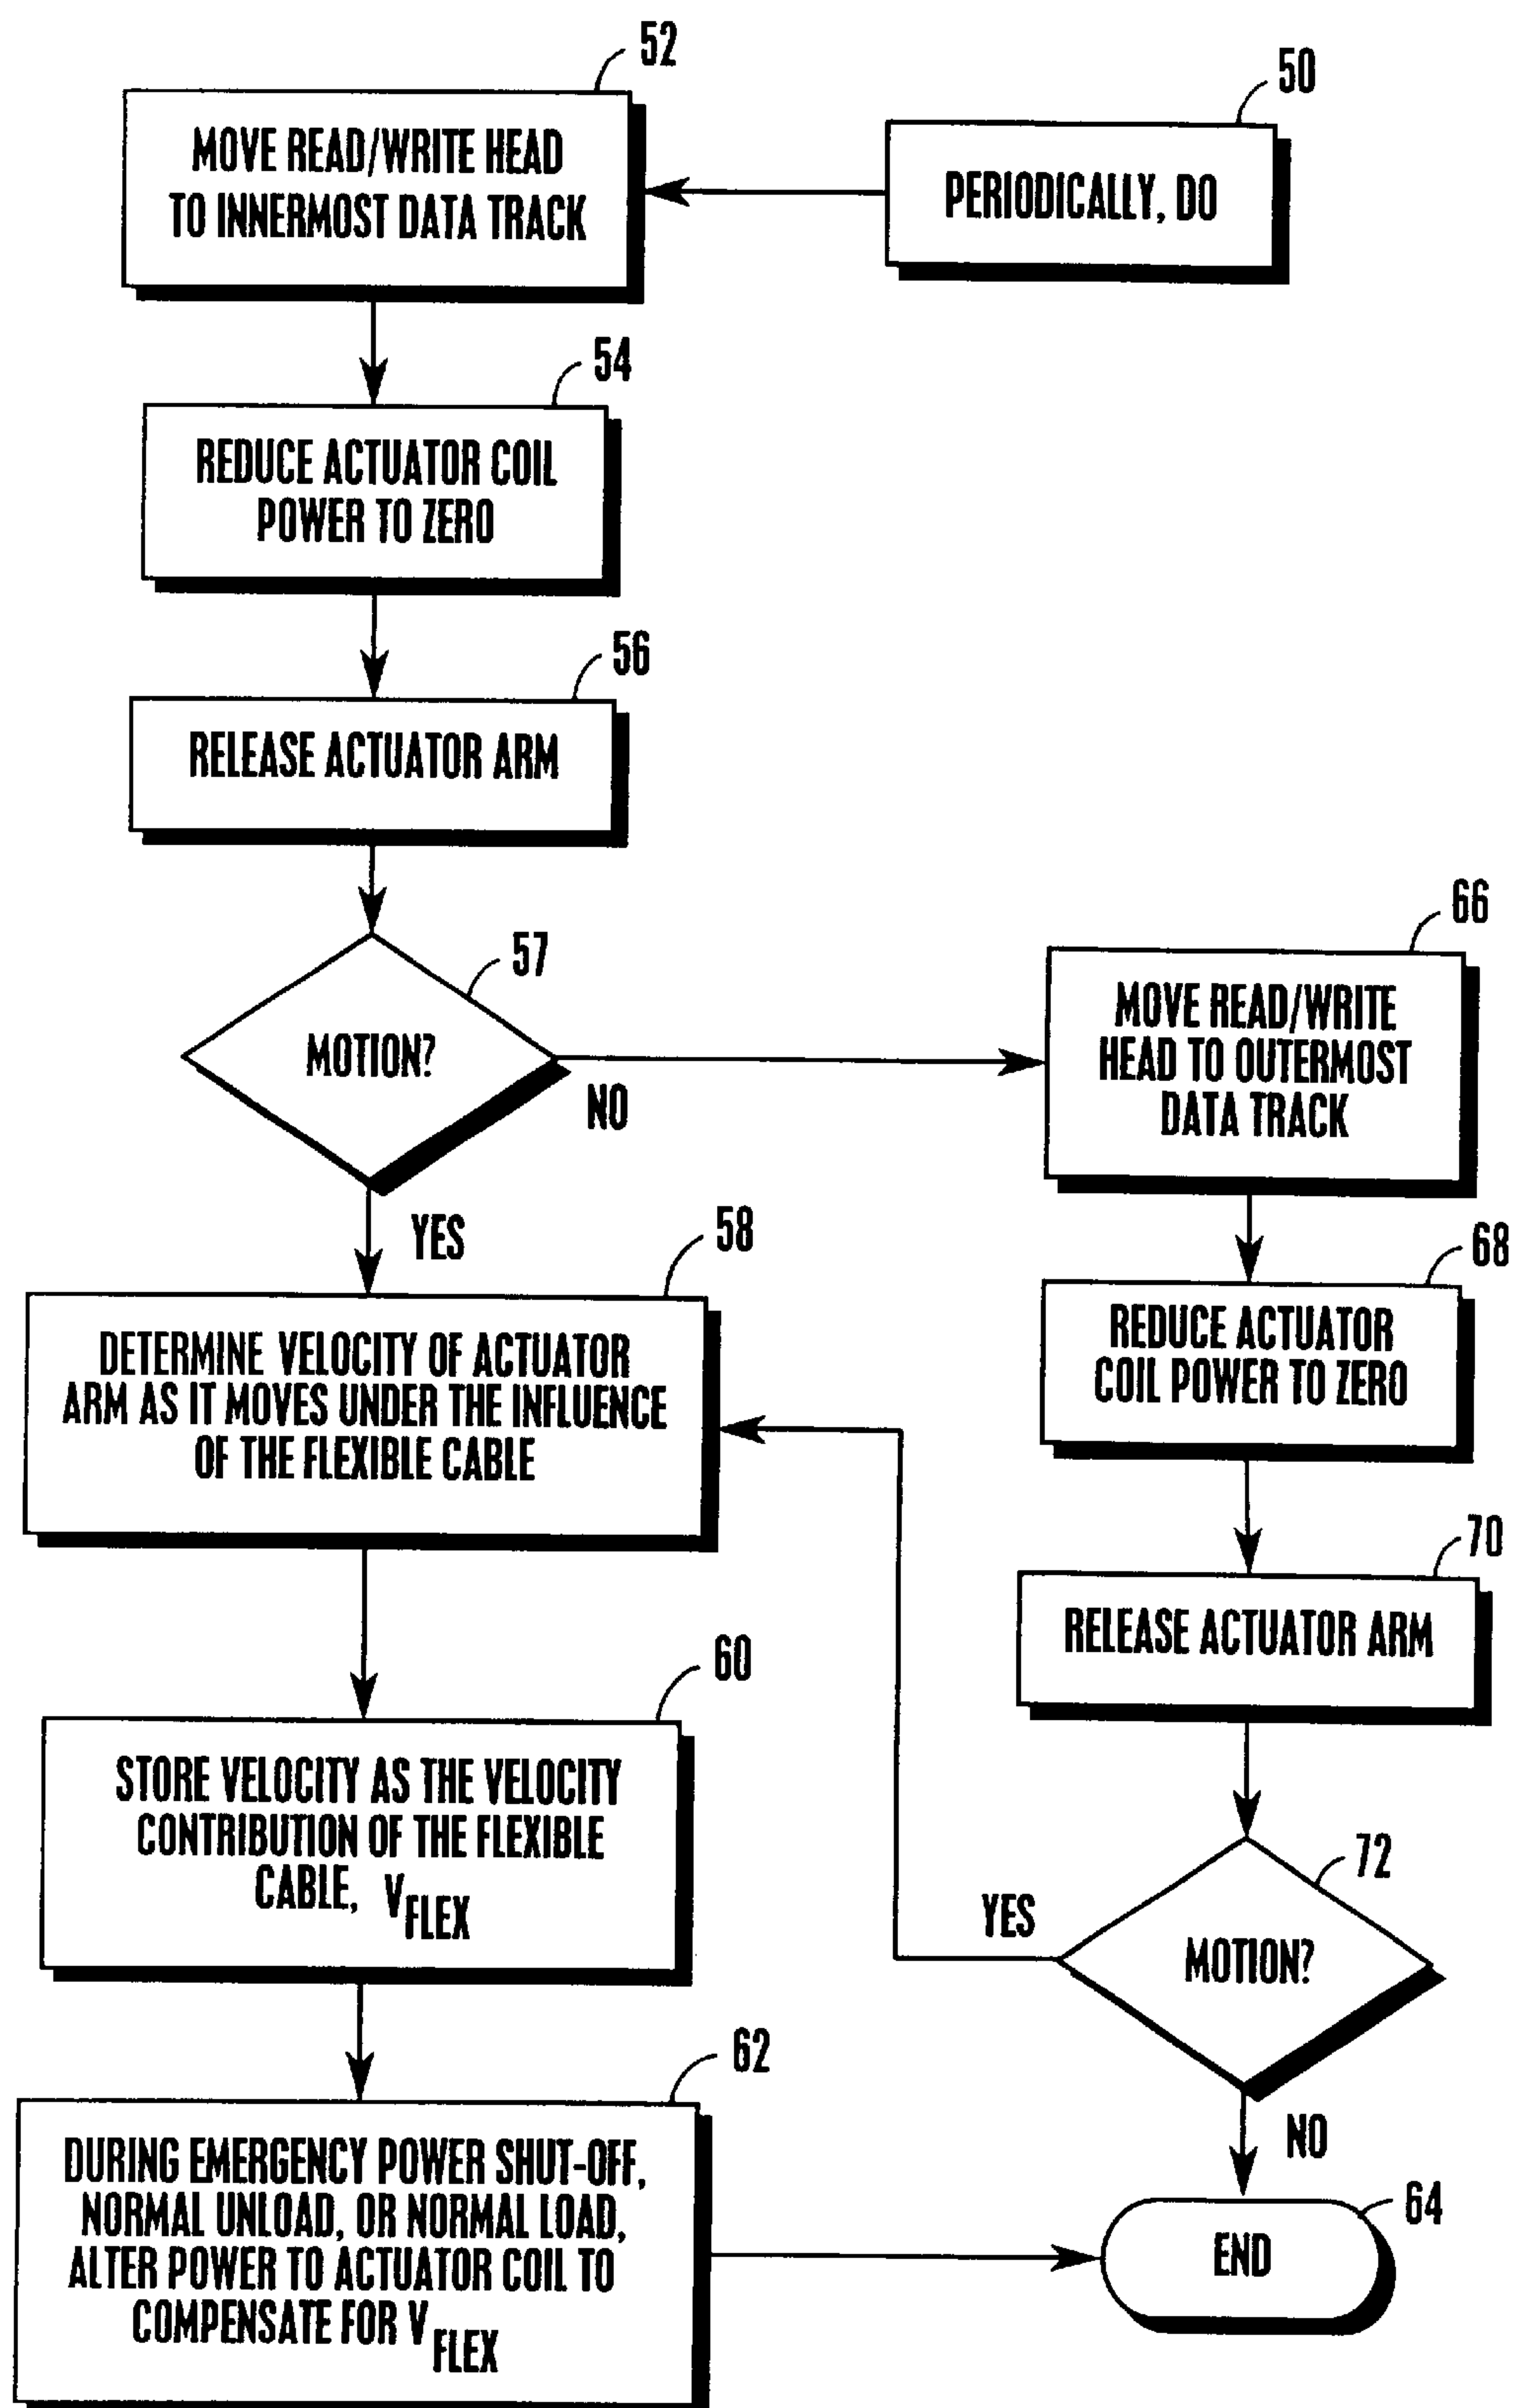 52
50
MOVE READ/WRITE HEAD
TO INNERMOST DATA TRACK
PERIODICALLY, DO
54
REDUCE ACTUATOR COIL
POWER TO ZERO
56
RELEASE ACTUATOR ARM
57
MOTION?
NO
YES
66
MOVE READ/WRITE
HEAD TO OUTERMOST
DATA TRACK
68
REDUCE ACTUATOR
COIL POWER TO ZERO
70
RELEASE ACTUATOR ARM
72
MOTION?
YES
NO
58
DETERMINE VELOCITY OF ACTUATOR
ARM AS IT MOVES UNDER THE INFLUENCE
OF THE FLEXIBLE CABLE
60
STORE VELOCITY AS THE VELOCITY
CONTRIBUTION OF THE FLEXIBLE
CABLE, VFLEX
62
DURING EMERGENCY POWER SHUT-OFF,
NORMAL UNLOAD, OR NORMAL LOAD,
ALTER POWER TO ACTUATOR COIL TO
COMPENSATE FOR VFLEX
64
END